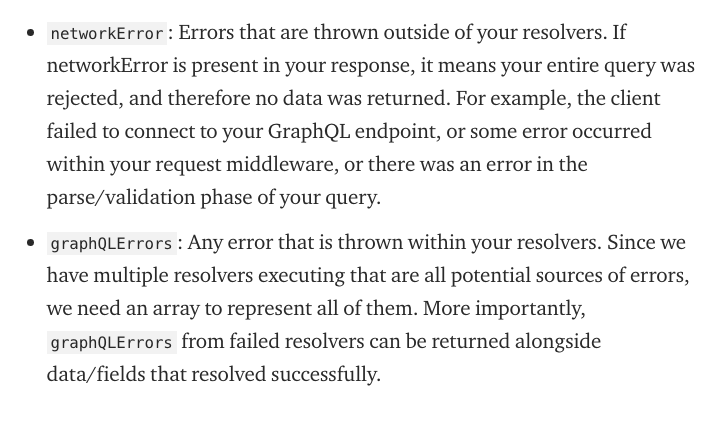 • networkError: Errors that are thrown outside of your resolvers. If
networkError is present in your response, it means your entire query was
rejected, and therefore no data was returned. For example, the client
failed to connect to your GraphQL endpoint, or some error occurred
within your request middleware, or there was an error in the
parse/validation phase of your query.
• graphQLErrors: Any error that is thrown within your resolvers. Since we
have multiple resolvers executing that are all potential sources of errors,
we need an array to represent all of them. More importantly,
graphQLErrors from failed resolvers can be returned alongside
data/fields that resolved successfully.